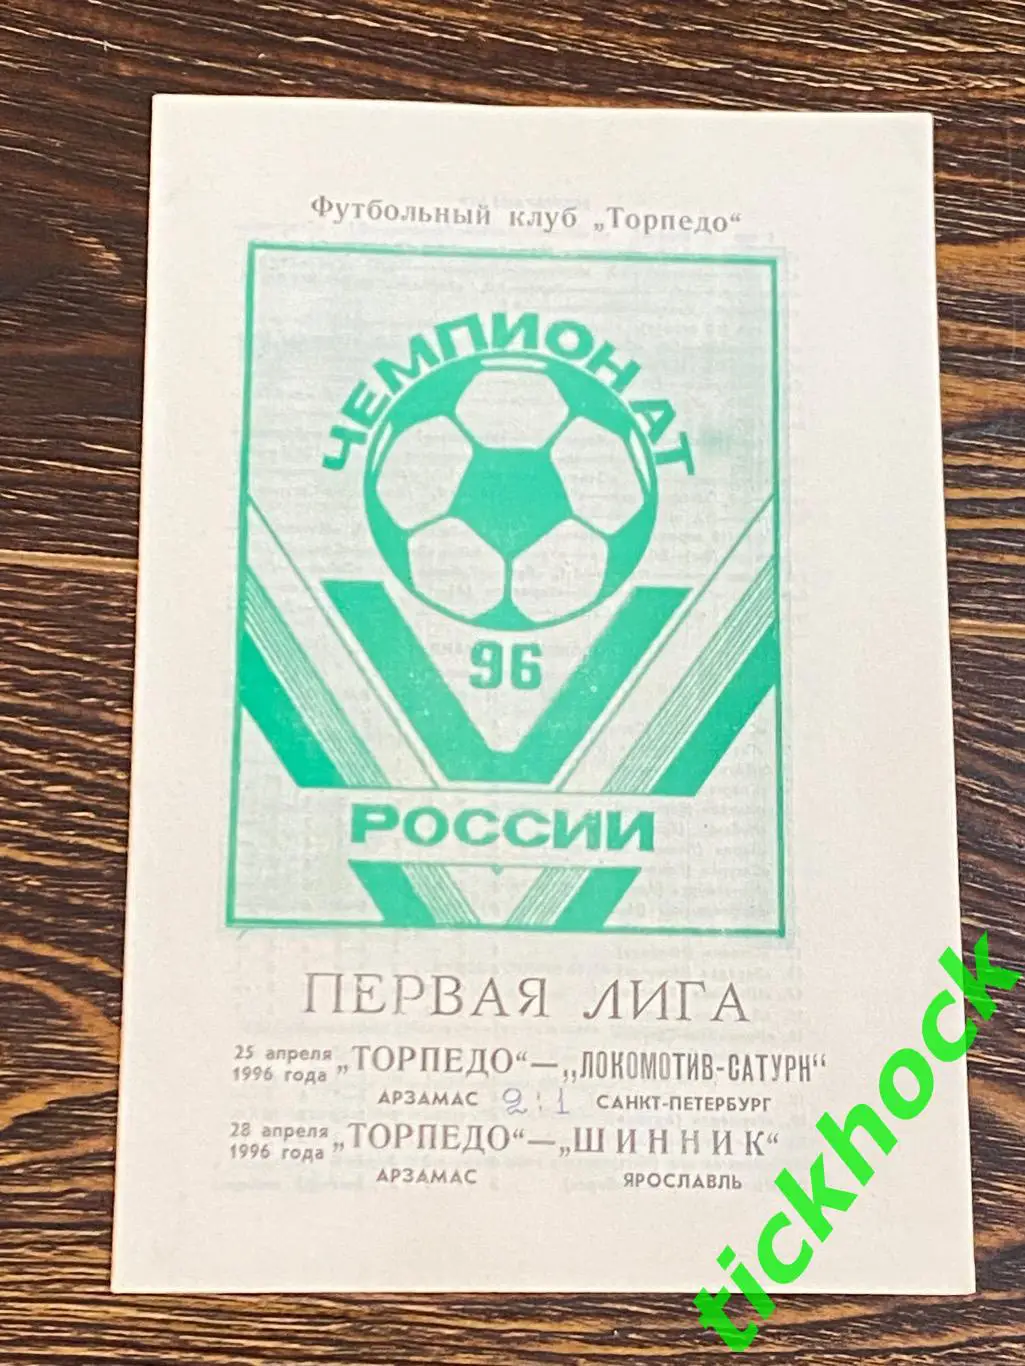 Футбольный клуб „Торпедо“
ЧЕМПИОНАТ
96
РОССИИ
ПЕРВАЯ ЛИГА
25 апреля 1996 года „ТОРПЕДО“—„ЛОКОМОТИВ-САТУРН“
АРЗАМАС 2:1 САНКТ-ПЕТЕРБУРГ
28 апреля 1996 года „ТОРПЕДО“—„ШИННИК“
АРЗАМАС ЯРОСЛАВЛЬ
tickhock